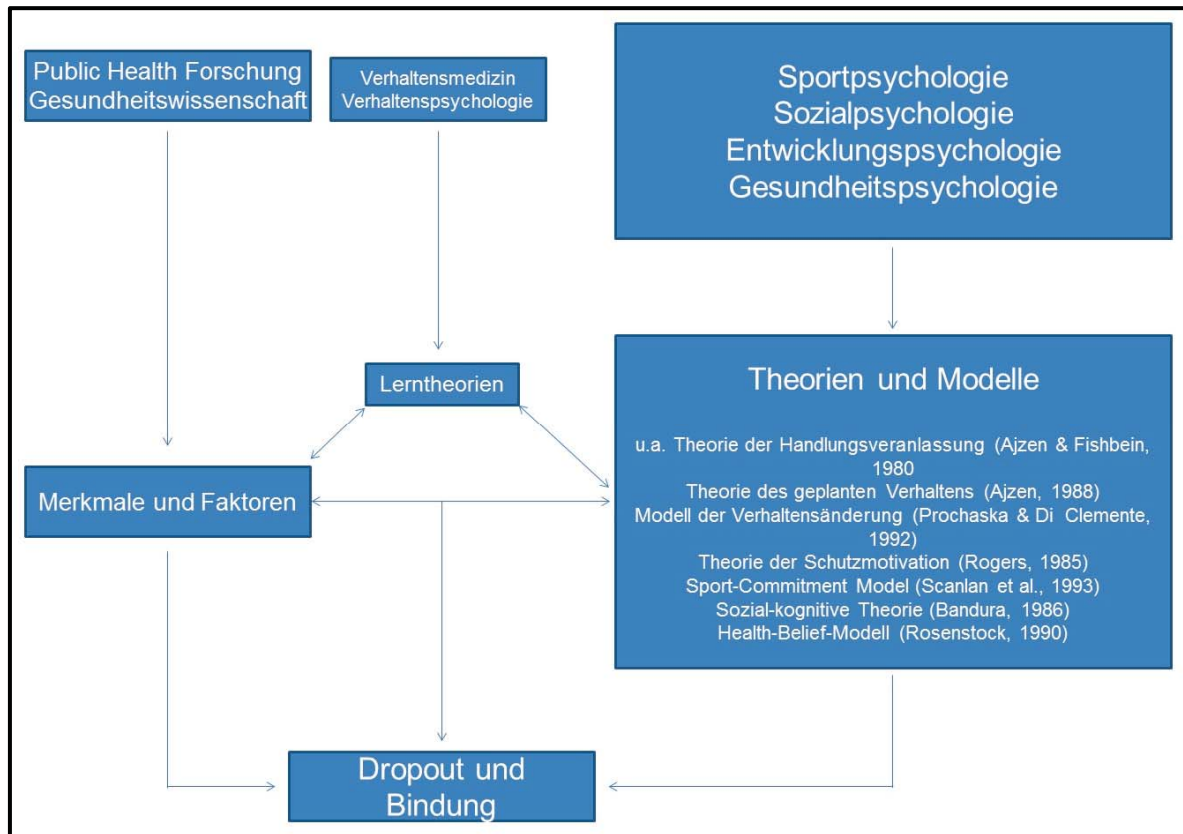 Public Health Forschung
Gesundheitswissenschaft
Verhaltensmedizin
Verhaltenspsychologie
Sportpsychologie
Sozialpsychologie
Entwicklungspsychologie
Gesundheitspsychologie
Lerntheorien
Merkmale und Faktoren
Theorien und Modelle
u.a. Theorie der Handlungsveranlassung (Ajzen & Fishbein,
1980
Theorie des geplanten Verhaltens (Ajzen, 1988)
Modell der Verhaltensänderung (Prochaska & Di Clemente,
1992)
Theorie der Schutzmotivation (Rogers, 1985)
Sport-Commitment Model (Scanlan et al., 1993)
Sozial-kognitive Theorie (Bandura, 1986)
Health-Belief-Modell (Rosenstock, 1990)
Dropout und
Bindung